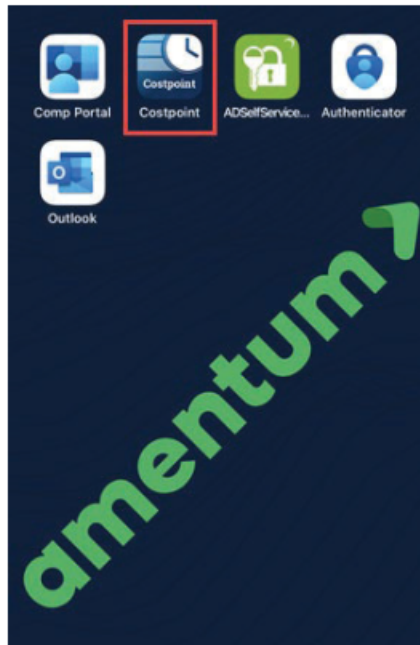 Costpoint
Comp Portal
Costpoint
ADSelfService...
Authenticator
Outlook
amentum